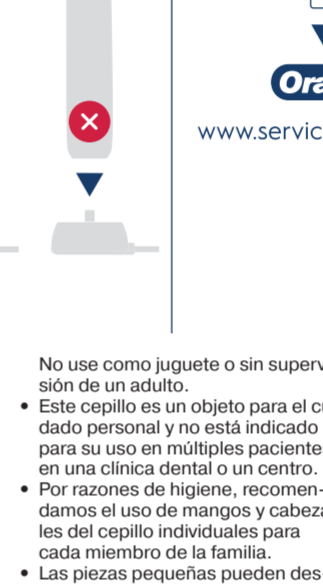 Ora
www.servic
No use como juguete o sin superv
sión de un adulto.
• Este cepillo es un objeto para el c
dado personal y no está indicado
para su uso en múltiples paciente
en una clínica dental o un centro.
• Por razones de higiene, recomen-
damos el uso de mangos y cabeza
les del cepillo individuales para
cada miembro de la familia.
• Las piezas pequeñas pueden des